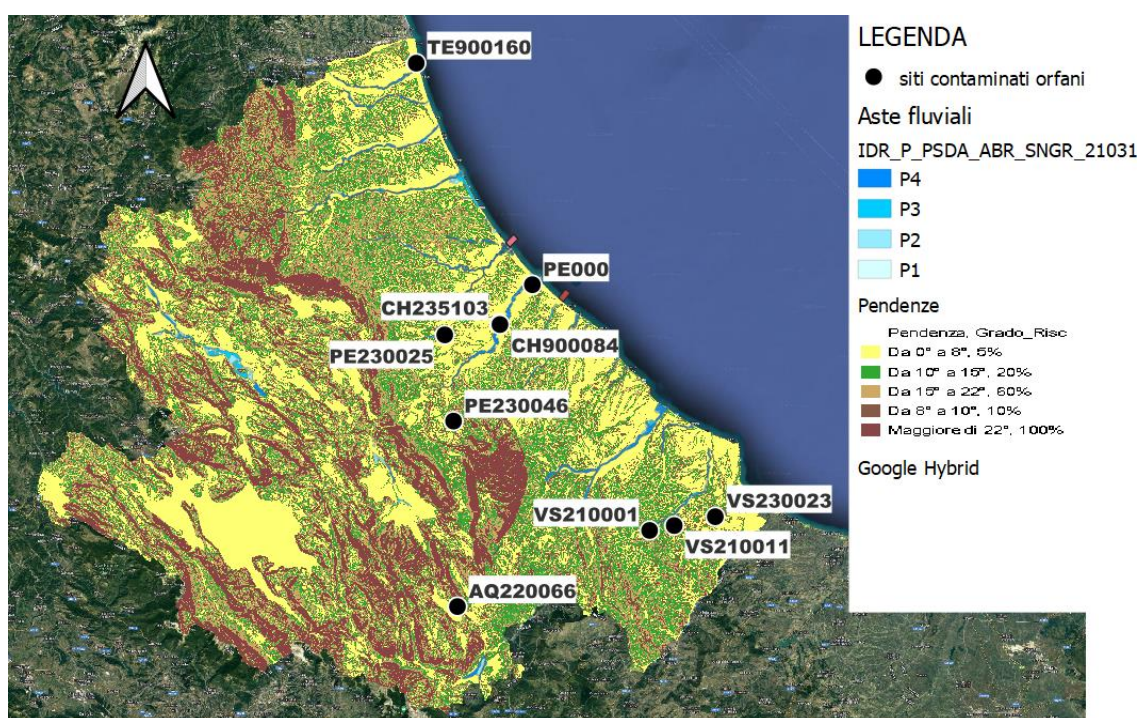 TE900160
PE000
CH235103
CH900084
PE230025
PE230046
VS210001
VS230023
VS210011
AQ220066
LEGENDA
siti contaminati orfani
Aste fluviali
IDR_P_PSDA_ABR_SNGR_21031
P4
P3
P2
P1
Pendenze
Pendenza, Grado_Risc
Da 0° a 8°, 5%
Da 10° a 15°, 20%
Da 15° a 22°, 60%
Da 8° a 10°, 10%
Maggiore di 22°, 100%
Google Hybrid